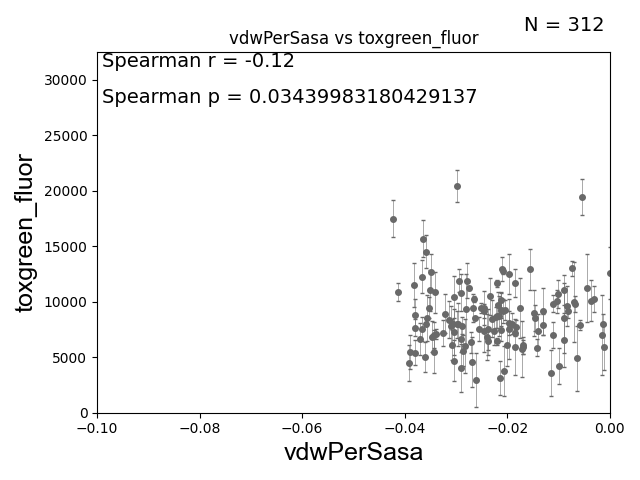 N = 312
vdwPerSasa vs toxgreen_fluor
Spearman r = -0.12
Spearman p = 0.03439983180429137
toxgreen_fluor
30000
25000
20000
15000
10000
5000
0
−0.10
−0.08
−0.06
−0.04
−0.02
0.00
vdwPerSasa